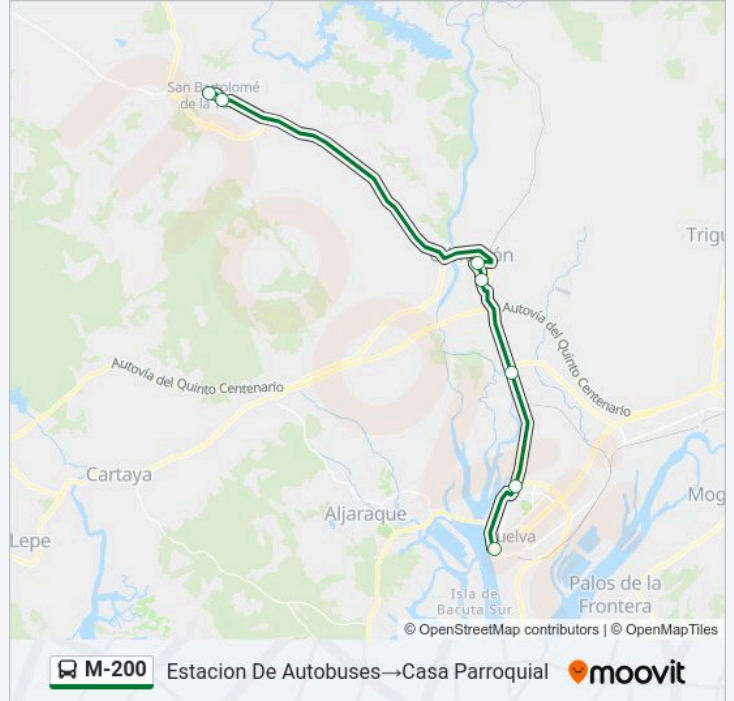 San Bartolomé
de la
Trigu
Autovía del Quinto Centenario
Autovía del Quinto Centenario
Cartaya
Aljaraque
Mog
Lepe
uelva
Palos de la
Frontera
Isla de
Bacuta Sur
© OpenStreetMap contributors | © OpenMapTiles
M-200 Estacion De Autobuses→Casa Parroquial moovit